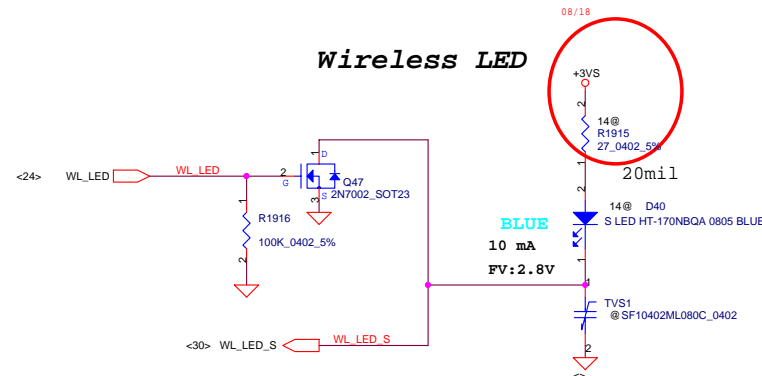 08/18
Wireless LED
+3VS
2
14@
R1915
27_0402_5%
1
20mil
<24>
WL_LED
WL_LED
2
G
1
D
S
3
Q47
2N7002_SOT23
1
R1916
100K_0402_5%
2
2
14@ D40
S LED HT-170NBQA 0805 BLUE
BLUE
10 mA
FV:2.8V
1
1
TVS1
@SF10402ML080C_0402
2
<30>
WL_LED_S
WL_LED_S